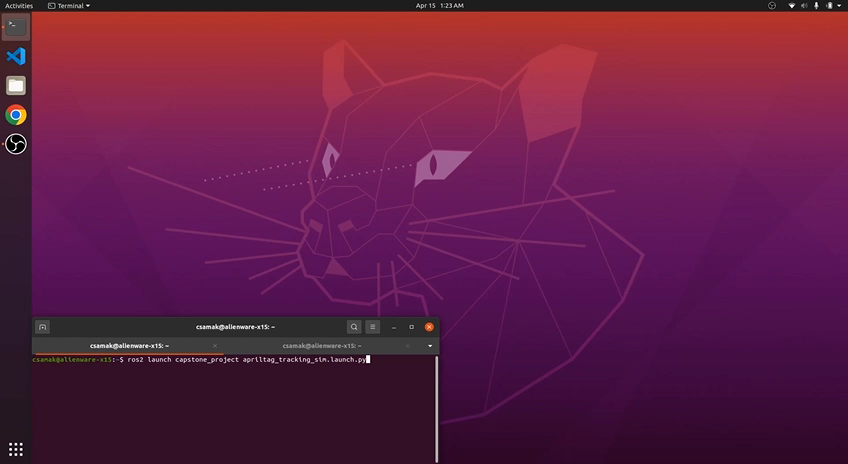 Activities
Terminal
Apr 15 1:23 AM
csamak@alienware-x15: ~
csamak@alienware-x15: ~
csamak@alienware-x15: ~
csamak@alienware-x15:~$ ros2 launch capstone_project apriltag_tracking_sim.launch.py